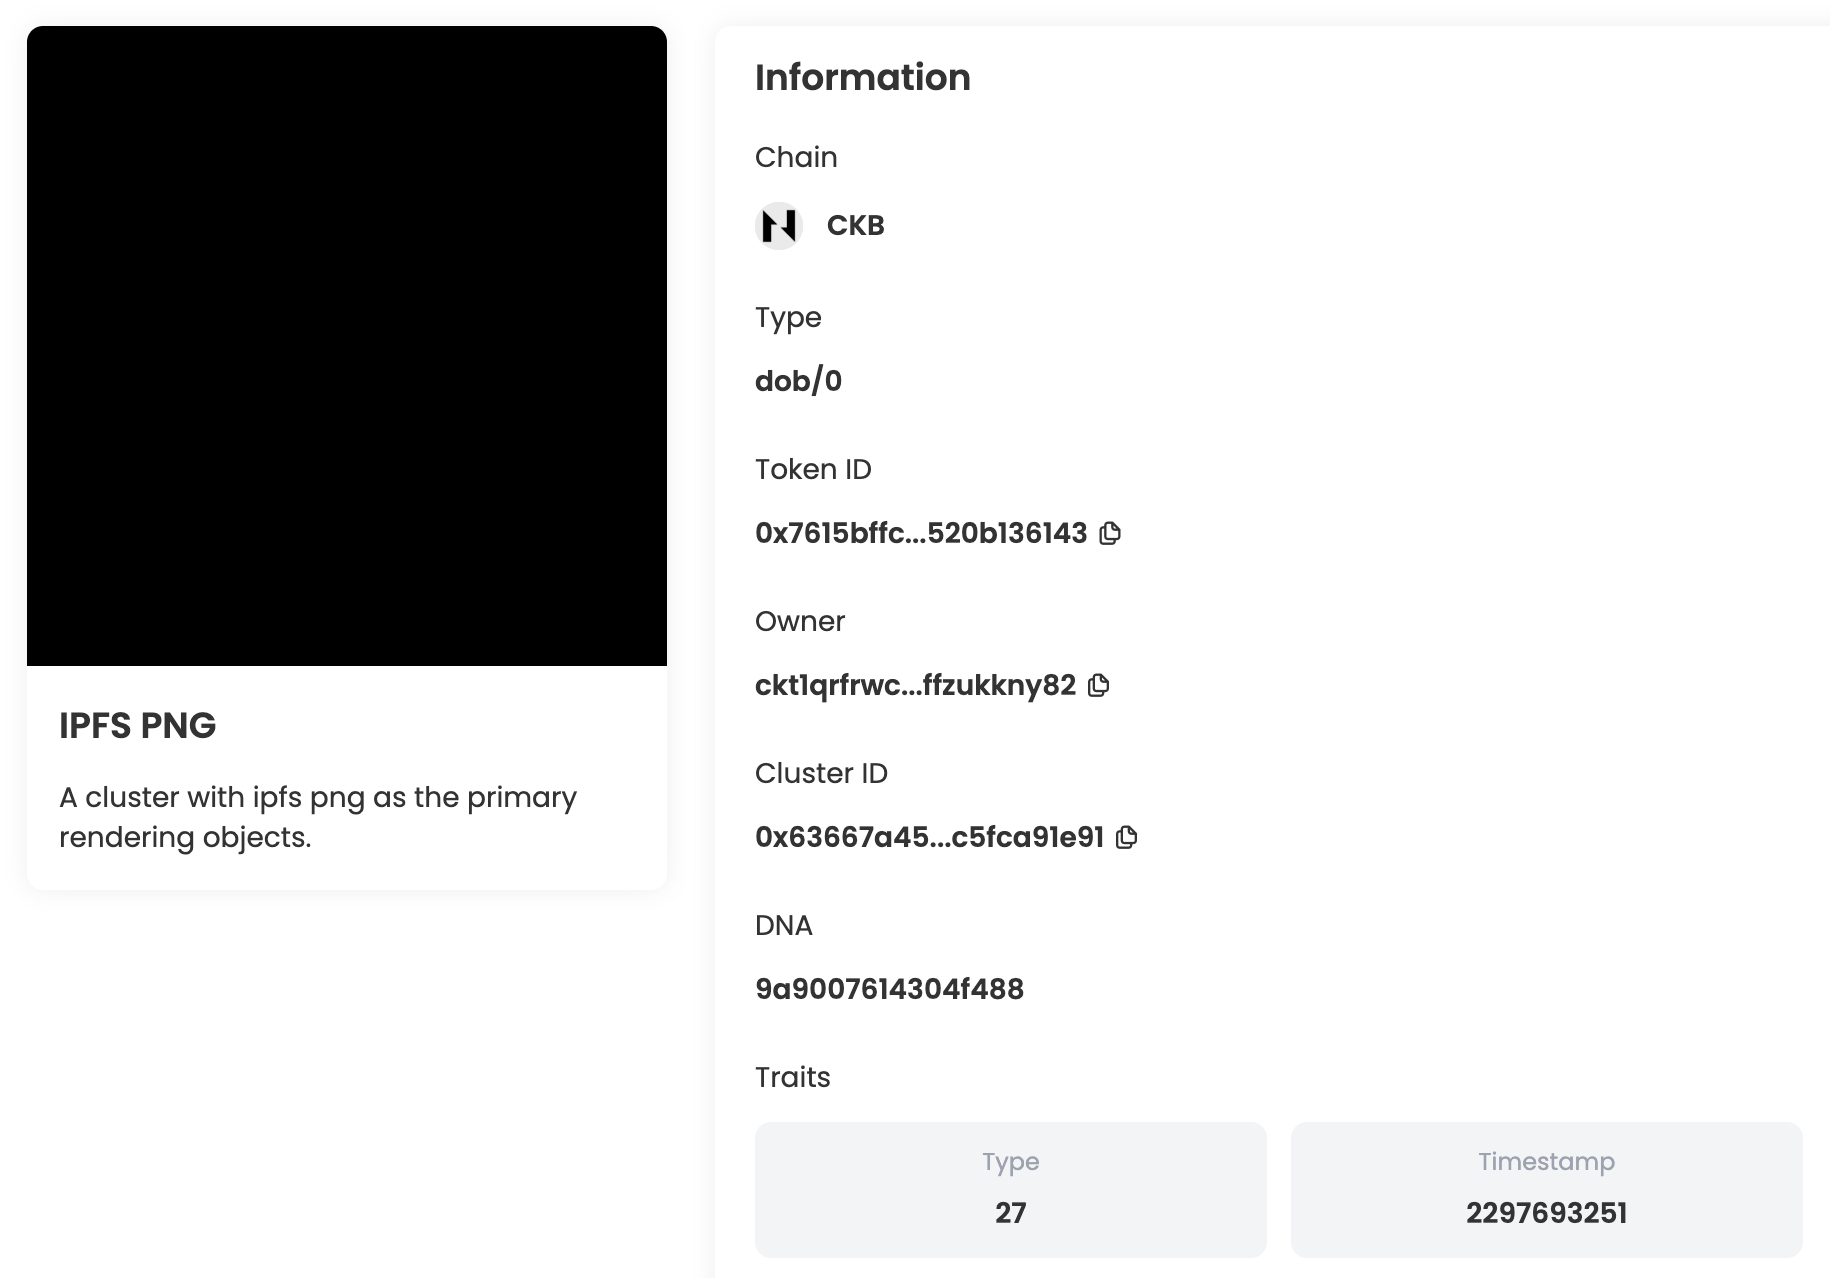 IPFS PNG
A cluster with ipfs png as the primary
rendering objects.
Information
Chain
CKB
Type
dob/0
Token ID
0x7615bffc...520b136143
Owner
ckt1qrfrwc...ffzukkny82
Cluster ID
0x63667a45...c5fca91e91
DNA
9a9007614304f488
Traits
Type
27
Timestamp
2297693251